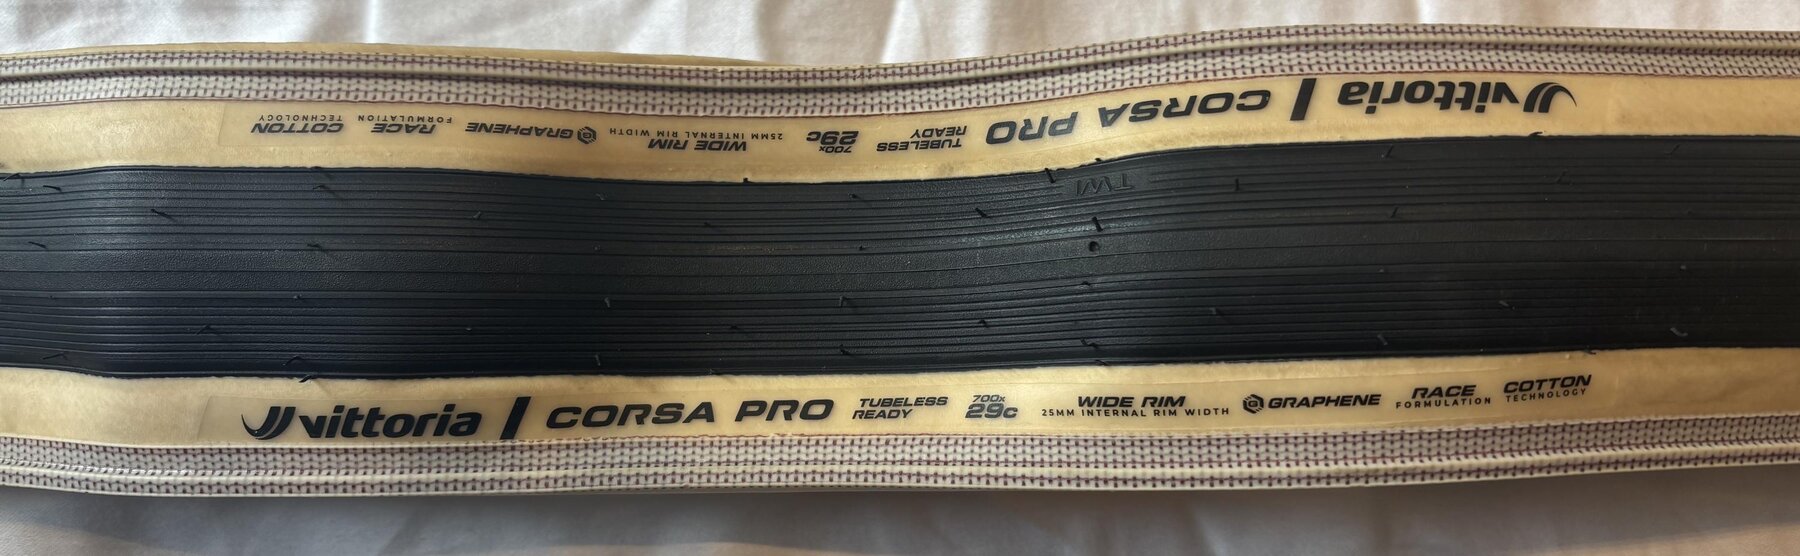 vittoria | CORSA PRO TUBELESS READY 700x 29c WIDE RIM 25MM INTERNAL RIM WIDTH GRAPHENE RACE FORMULATION COTTON TECHNOLOGY
TWI
vittoria | CORSA PRO TUBELESS READY 700x 29c WIDE RIM 25MM INTERNAL RIM WIDTH G GRAPHENE RACE FORMULATION COTTON TECHNOLOGY